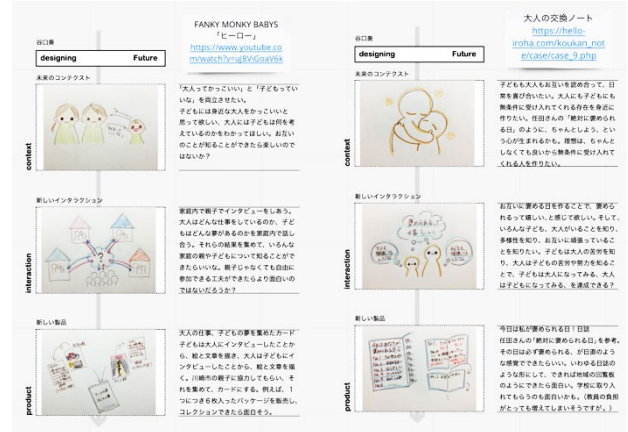 FANKY MONKY BABYS
「ヒーロー」
https://www.youtube.co
m/watch?v=uJ8ViGoaV6k
谷口葵
designing Future
未来のコンテクスト
context
「大人ってかっこいい」と「子どもってい
いな」を両立させたい。
子どもには身近な大人をかっこいいと
思って欲しい、大人には子どもは何を考
えているのかをわかってほしい。お互い
のことが知ることができたら楽しいので
はないか？
新しいインタラクション
interaction
家庭内で親子でインタビューをしあう。
大人はどんな仕事をしているのか、子ど
もはどんな夢があるのかを家庭内で話し
合う。それらの結果を集めて、いろんな
家庭の親や子どもについて知ることがで
きたらいいな。親子じゃなくても自由に
参加できる工夫ができたらより面白いの
ではないだろうか？
新しい製品
product
大人の仕事、子どもの夢を集めたカード
子どもは大人にインタビューしたことか
ら、絵と文章を描き、大人は子どもにイ
ンタビューしたことから、絵と文章を描
く。川崎市の親子に協力してもらい、そ
れを集めて、カードにする。例えば、1
つにつき6枚入ったパッケージを販売し、
コレクションできたら面白そう。
大人の交換ノート
https://hello-
iroha.com/koukan_not
e/case/case_9.php
谷口葵
designing Future
未来のコンテクスト
context
子どもも大人もお互いを認め合って、日
常を喜び合いたい。大人にも子どもにも
無条件に受け入れてくれる存在を身近に
作りたい。任田さんの「絶対に褒められ
る日」のように、ちゃんとしよう、とい
う心が生まれるかも。理想は、ちゃんと
しなくても良いから無条件に受け入れて
くれる人を作りたい。
新しいインタラクション
interaction
お互いに褒める日を作ることで、褒めら
れるって嬉しい、と感じて欲しい。そして、
いろんな子ども、大人がいることを知り、
多様性を知り、お互いに頑張っているこ
とを知りたい。子どもは大人の苦労を知
り、大人は子どもの苦労や努力を知るこ
とで、子どもは大人になってみる、大人
は子どもになってみる、を達成できる？
新しい製品
product
今日は私が褒められる日！日誌
任田さんの「絶対に褒められる日」を参考。
その日は必ず褒められる、が日直のよう
な感覚でできたらいい。いわゆる日誌の
ような形にして、できれば地域の回覧板
のようにできたら面白い。学校に取り入
れてもらうのも面白いかも。（教員の負担
がとっても増えてしまいそうですが。）